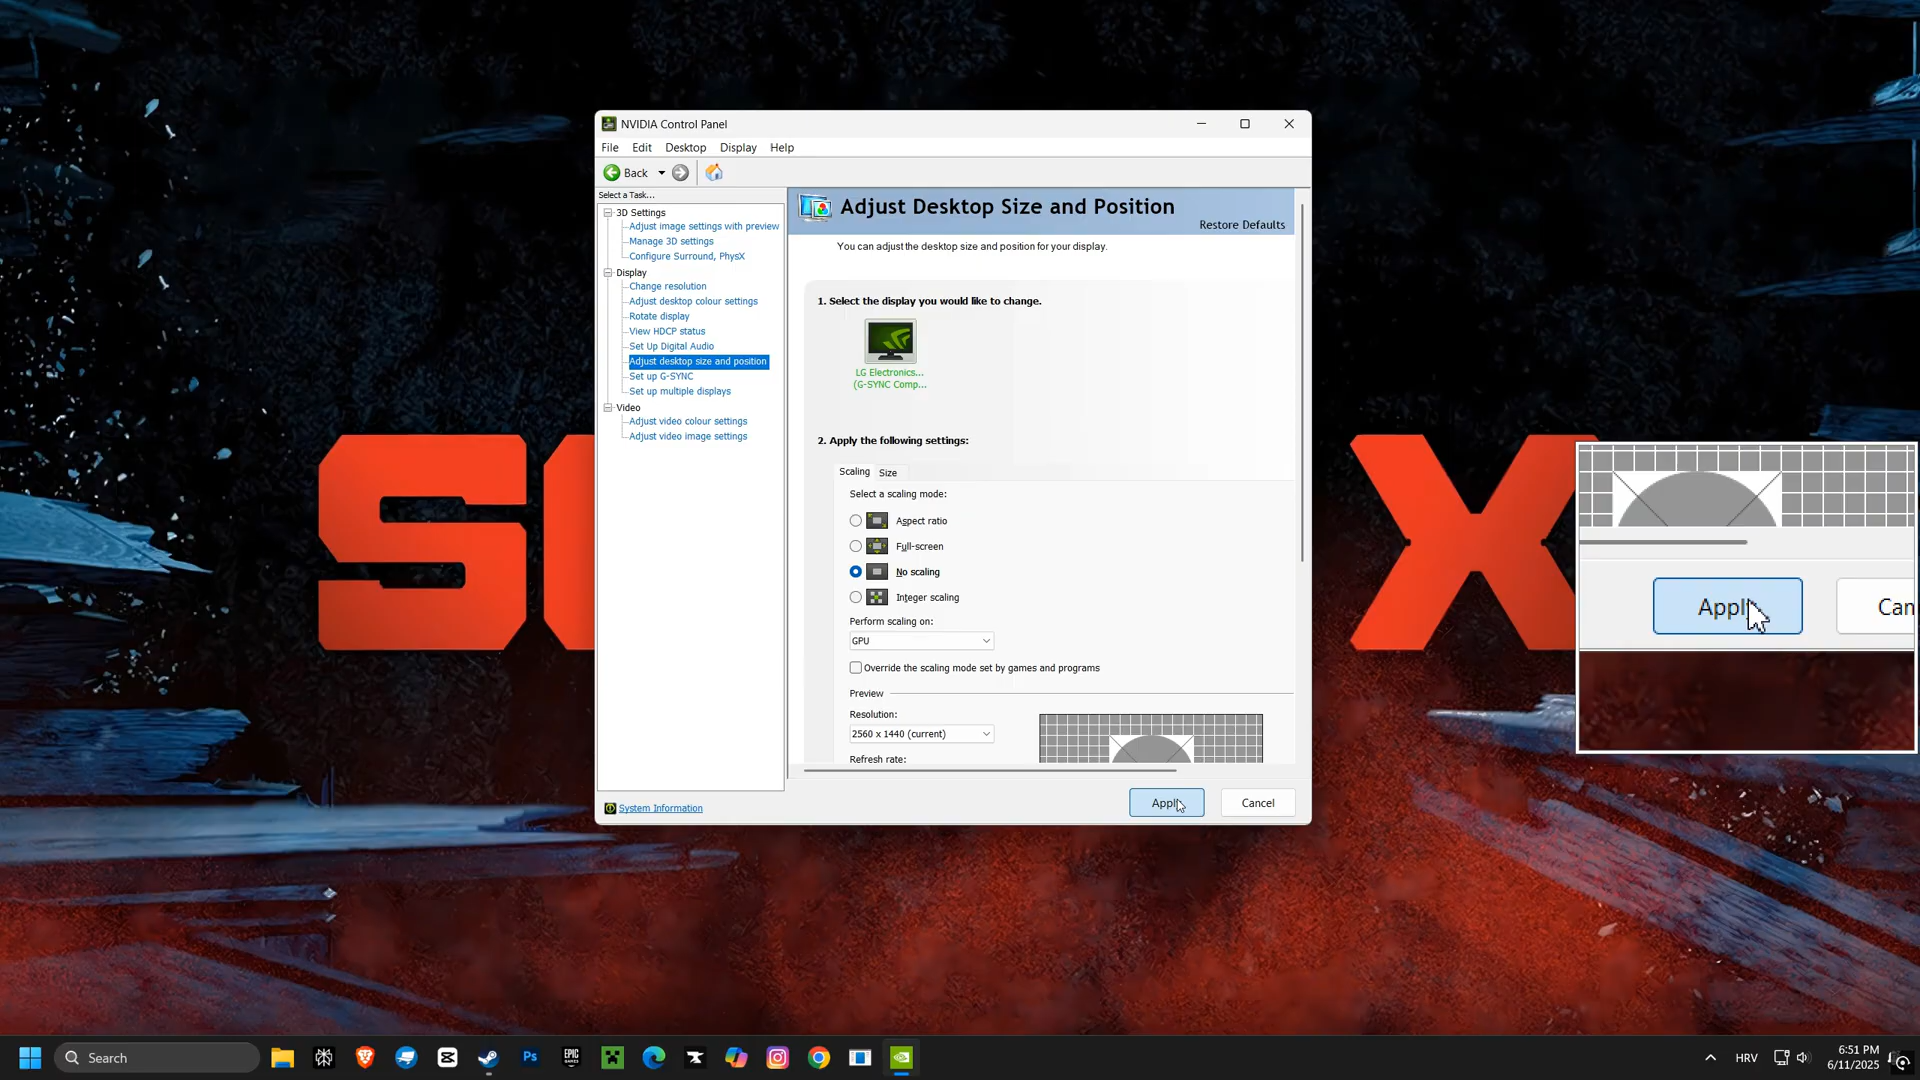 NVIDIA Control Panel
File Edit Desktop Display Help
Back
Select a Task...
3D Settings
Adjust image settings with preview
Manage 3D settings
Configure Surround, PhysX
Display
Change resolution
Adjust desktop colour settings
Rotate display
View HDCP status
Set Up Digital Audio
Adjust desktop size and position
Set up G-SYNC
Set up multiple displays
Video
Adjust video colour settings
Adjust video image settings
System Information
Adjust Desktop Size and Position
Restore Defaults
You can adjust the desktop size and position for your display.
1. Select the display you would like to change.
LG Electronics...
(G-SYNC Comp...
2. Apply the following settings:
Scaling Size
Select a scaling mode:
Aspect ratio
Full-screen
No scaling
Integer scaling
Perform scaling on:
GPU
Override the scaling mode set by games and programs
Preview
Resolution:
2560 x 1440 (current)
Refresh rate:
Apply Cancel
Apply Can
S X
Search
Ps
EPIC
GAMES
HRV
6:51 PM
6/11/2025